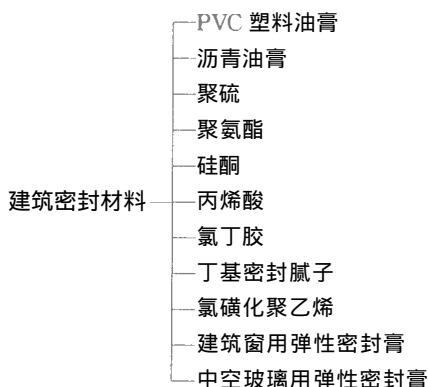 PVC 塑料油膏
沥青油膏
聚硫
聚氨酯
硅酮
建筑密封材料
丙烯酸
氯丁胶
丁基密封腻子
氯磺化聚乙烯
建筑窗用弹性密封膏
中空玻璃用弹性密封膏